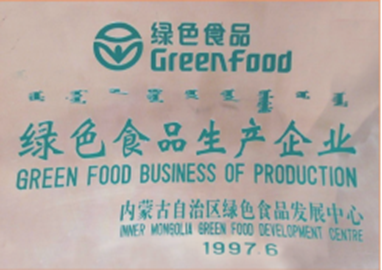 绿色食品
Greenfood
绿色食品生产企业
GREEN FOOD BUSINESS OF PRODUCTION
内蒙古自治区绿色食品发展中心
INNER MONGOLIA GREEN FOOD DEVELOPMENT CENTRE
1997.6